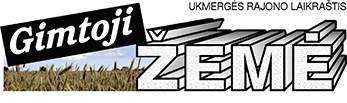 UKMERGĖS RAJONO LAIKRAŠTIS
Gimtoji
ŽEMĖ